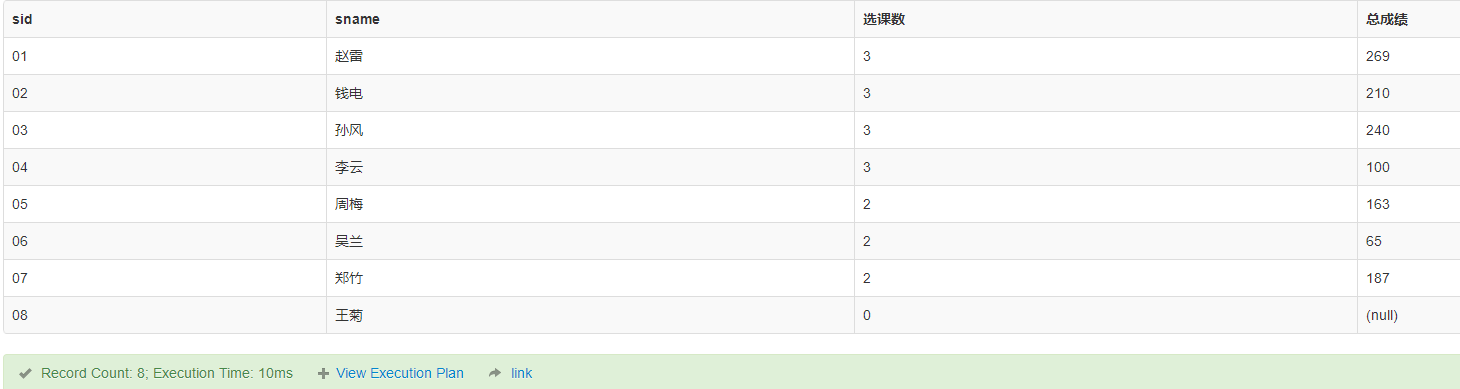 sid sname 选课数 总成绩
01 赵雷 3 269
02 钱电 3 210
03 孙风 3 240
04 李云 3 100
05 周梅 2 163
06 吴兰 2 65
07 郑竹 2 187
08 王菊 0 (null)
Record Count: 8; Execution Time: 10ms View Execution Plan link